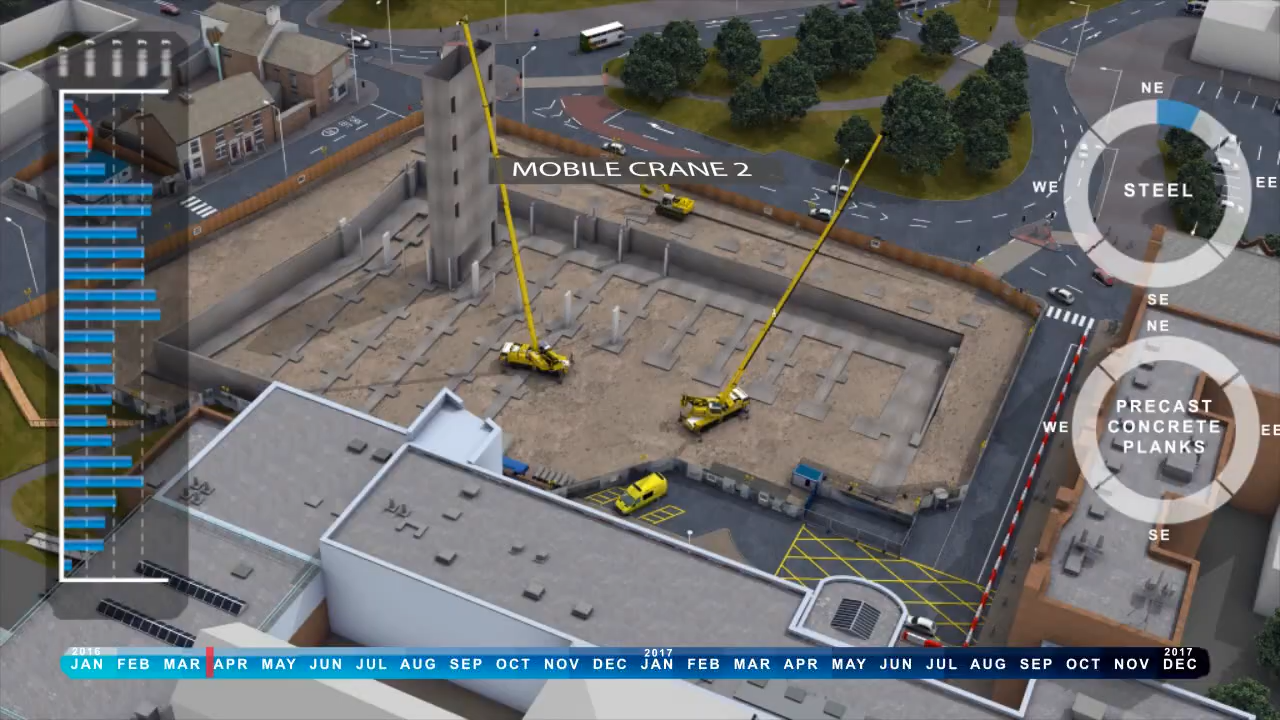 NE
MOBILE CRANE 2
WE
STEEL
EE
SE
NE
WE
PRECAST
CONCRETE
PLANKS
EE
SE
2016
2017
2017
JAN FEB MAR APR MAY JUN JUL AUG SEP OCT NOV DEC JAN FEB MAR APR MAY JUN JUL AUG SEP OCT NOV DEC